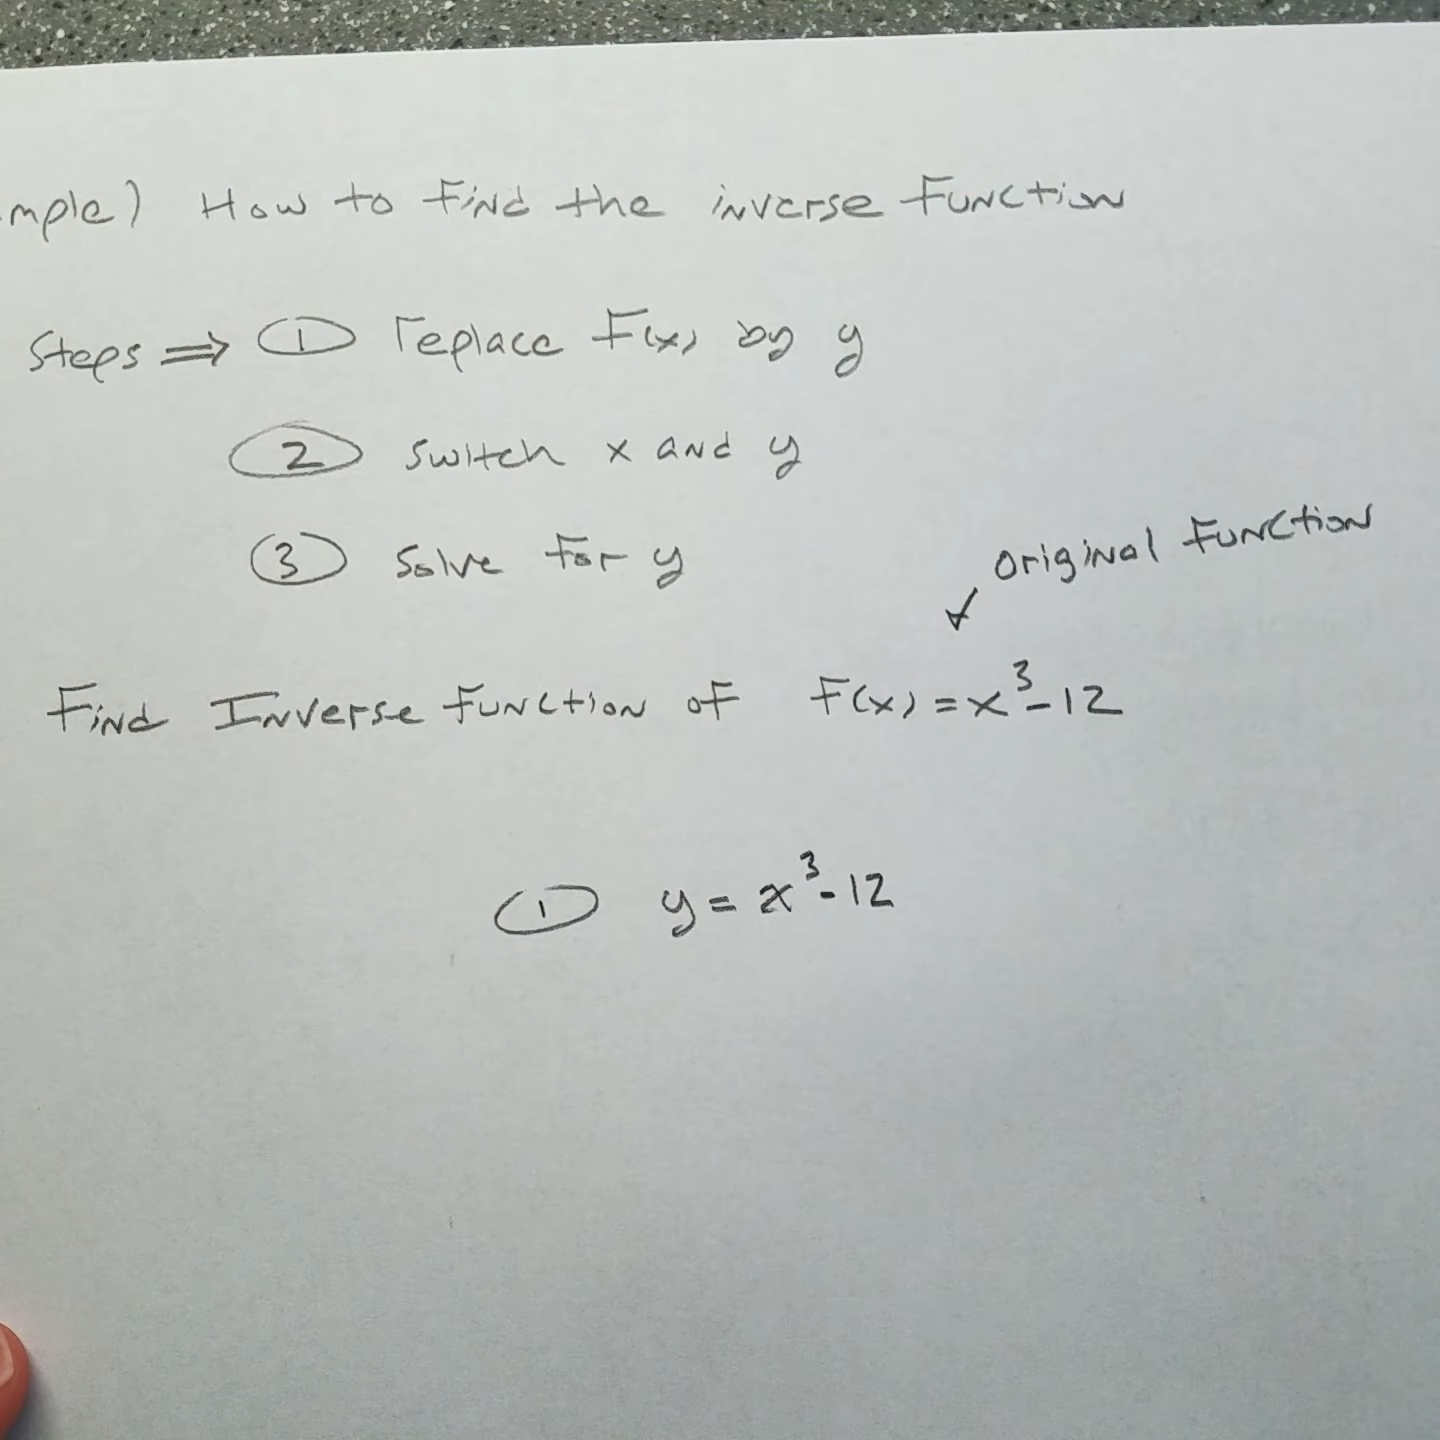 mple) How to Find the inverse Function
Steps ⇒ ① replace F(x) by y
② switch x and y
③ Solve For y
original Function
Find Inverse Function of F(x) = x³-12
① y = x³-12